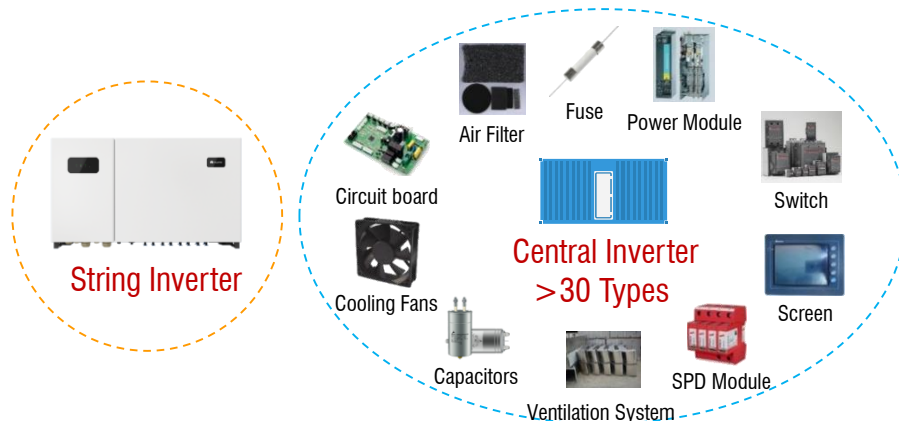 Air Filter
Fuse
Power Module
Circuit board
Switch
String Inverter
Central Inverter
>30 Types
Cooling Fans
Screen
Capacitors
SPD Module
Ventilation System